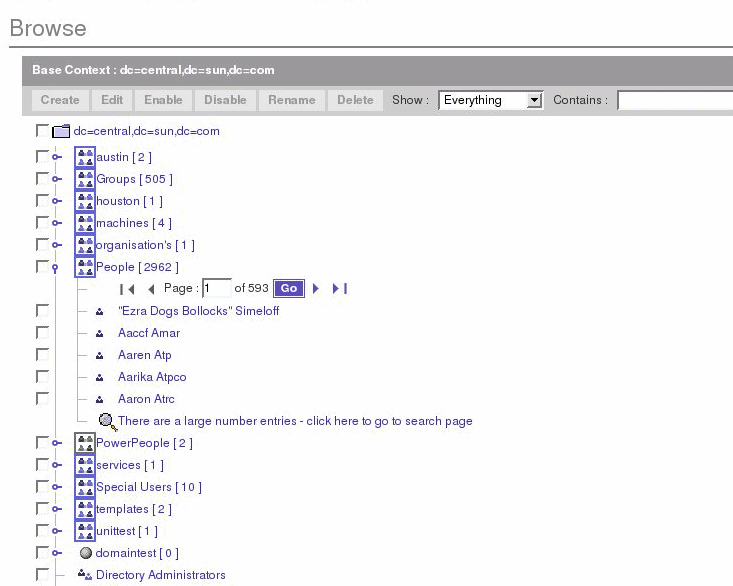 Browse
Base Context : dc=central,dc=sun,dc=com
Create Edit Enable Disable Rename Delete Show : Everything Contains :
dc=central,dc=sun,dc=com
austin [ 2 ]
Groups [ 505 ]
houston [ 1 ]
machines [ 4 ]
organisation's [ 1 ]
People [ 2962 ]
Page : 1 of 593 Go
"Ezra Dogs Bollocks" Simeloff
Aaccf Amar
Aaren Atp
Aarika Atpco
Aaron Atrc
There are a large number entries - click here to go to search page
PowerPeople [ 2 ]
services [ 1 ]
Special Users [ 10 ]
templates [ 2 ]
unittest [ 1 ]
domaintest [ 0 ]
Directory Administrators